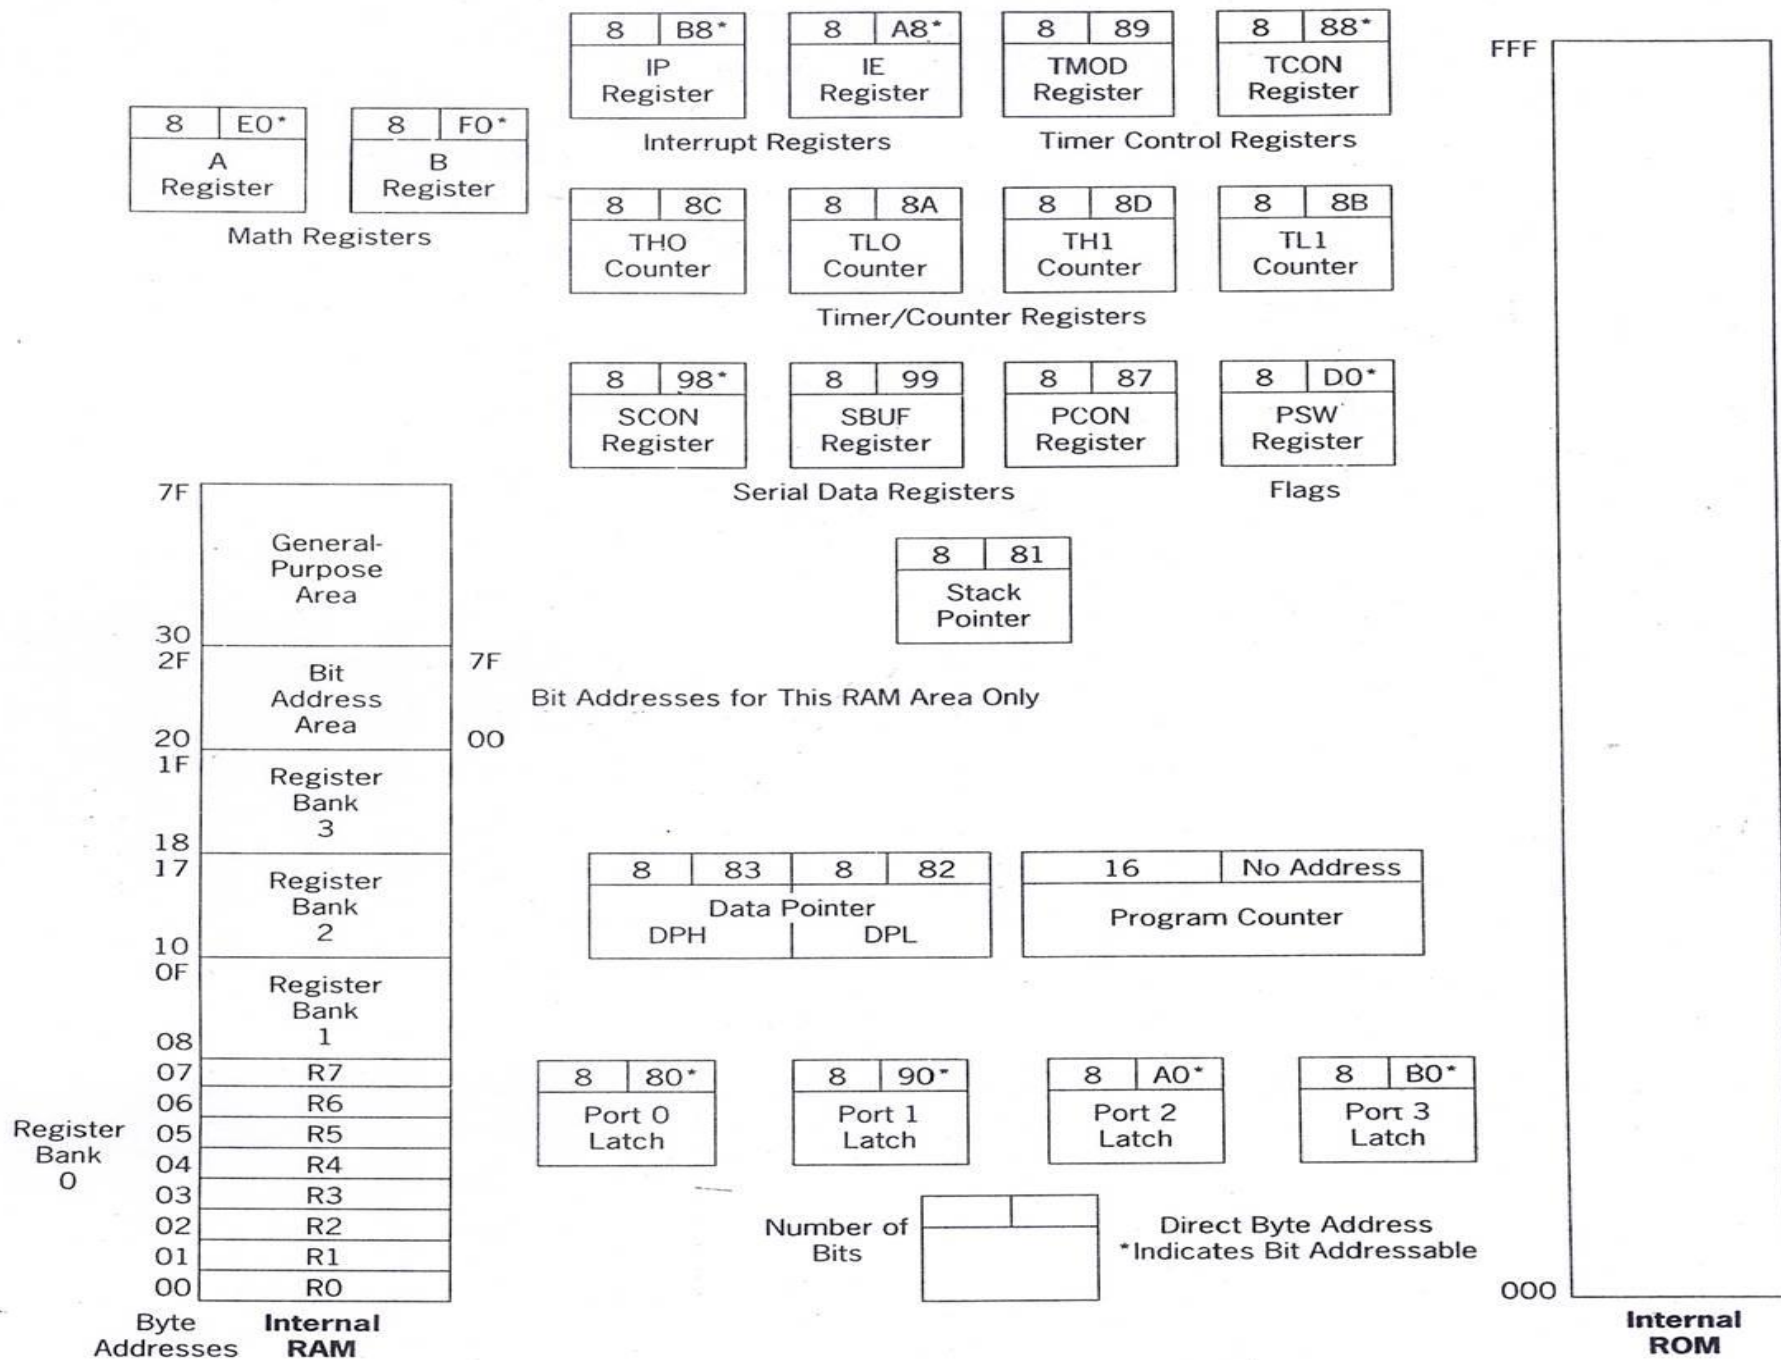 8 B8*
IP
Register
8 A8*
IE
Register
8 89
TMOD
Register
8 88*
TCON
Register
Interrupt Registers
Timer Control Registers
8 E0*
A
Register
8 F0*
B
Register
Math Registers
8 8C
TH0
Counter
8 8A
TL0
Counter
8 8D
TH1
Counter
8 8B
TL1
Counter
Timer/Counter Registers
8 98*
SCON
Register
8 99
SBUF
Register
8 87
PCON
Register
8 D0*
PSW
Register
Serial Data Registers
Flags
8 81
Stack
Pointer
7F
General-
Purpose
Area
30
2F
Bit
Address
Area
20
7F
00
Bit Addresses for This RAM Area Only
1F
Register
Bank
3
18
17
Register
Bank
2
10
0F
Register
Bank
1
08
07 R7
06 R6
05 R5
04 R4
03 R3
02 R2
01 R1
00 R0
Register
Bank
0
Byte
Addresses
Internal
RAM
8 83 8 82
Data Pointer
DPH DPL
16 No Address
Program Counter
8 80*
Port 0
Latch
8 90*
Port 1
Latch
8 A0*
Port 2
Latch
8 B0*
Port 3
Latch
Number of
Bits
Direct Byte Address
*Indicates Bit Addressable
FFF
000
Internal
ROM